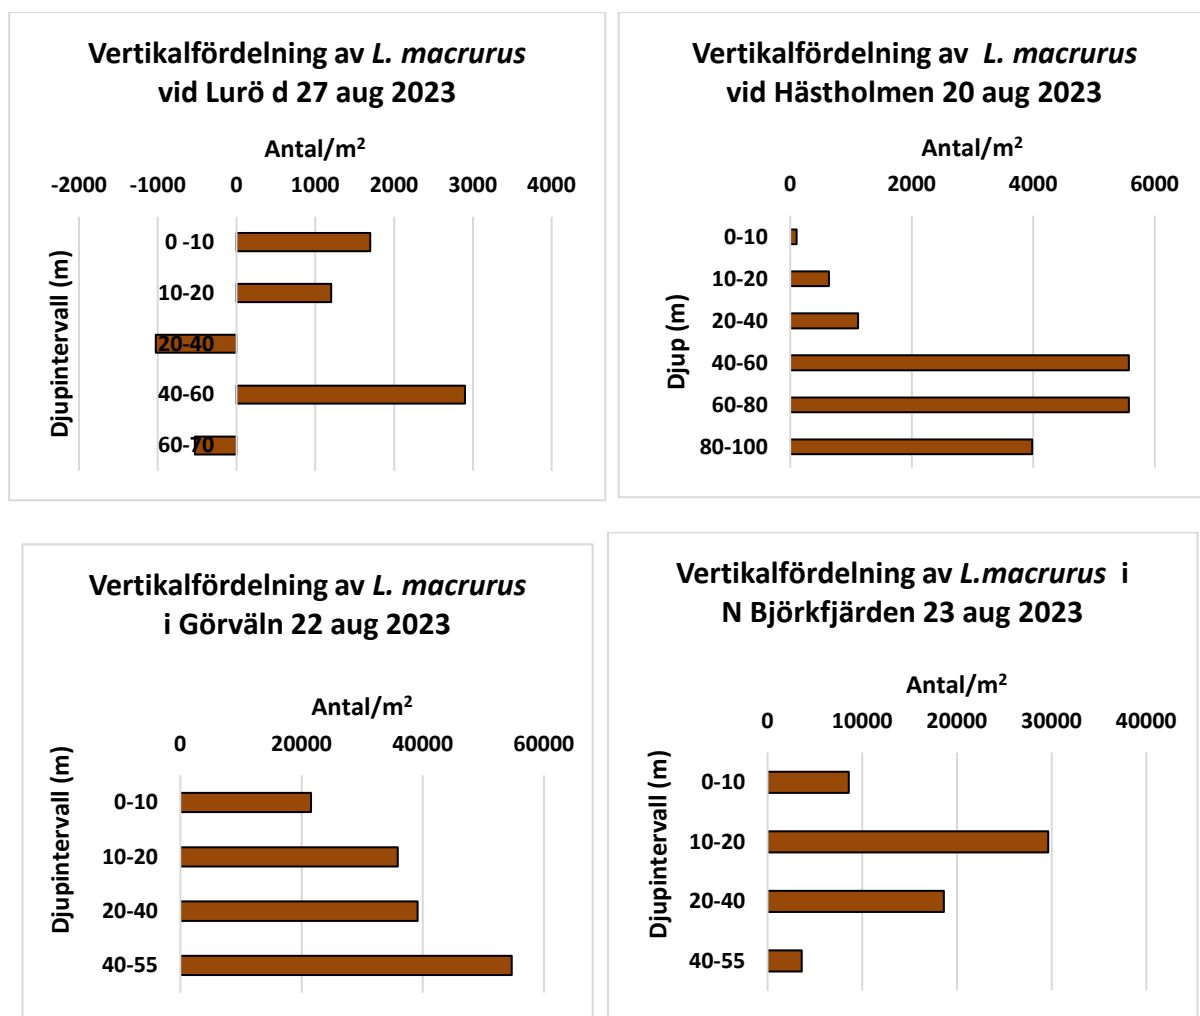 Vertikalfördelning av L. macrurus
vid Lurö d 27 aug 2023
Antal/m²
-2000 -1000 0 1000 2000 3000 4000
Djupintervall (m)
0 -10
10-20
20-40
40-60
60-70
Vertikalfördelning av L. macrurus
vid Hästholmen 20 aug 2023
Antal/m²
0 2000 4000 6000
Djup (m)
0-10
10-20
20-40
40-60
60-80
80-100
Vertikalfördelning av L. macrurus
i Görväln 22 aug 2023
Antal/m²
0 20000 40000 60000
Djupintervall (m)
0-10
10-20
20-40
40-55
Vertikalfördelning av L.macrurus i
N Björkfjärden 23 aug 2023
Antal/m²
0 10000 20000 30000 40000
Djupintervall (m)
0-10
10-20
20-40
40-55